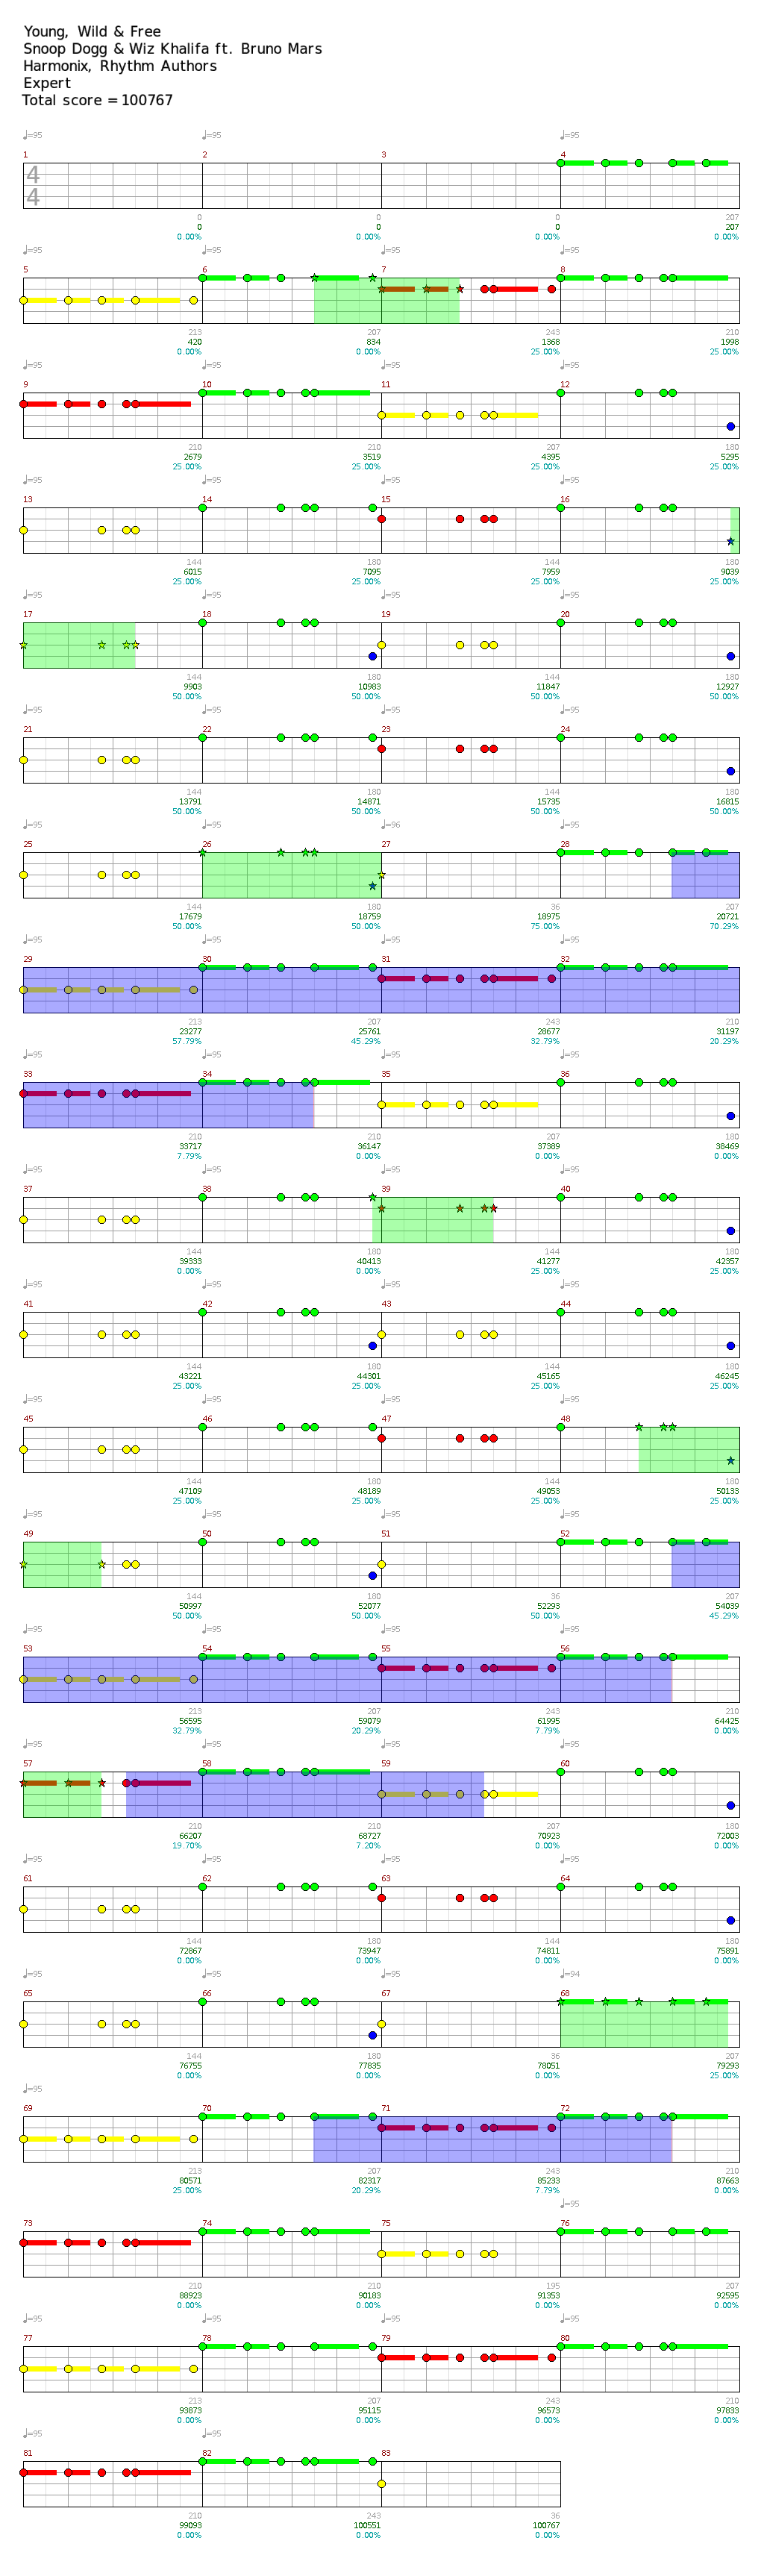 Young, Wild & Free
Snoop Dogg & Wiz Khalifa ft. Bruno Mars
Harmonix, Rhythm Authors
Expert
Total score = 100767
♩=95 ♩=95 ♩=95
1 2 3 4
4
4
0 0 0 207
0 0 0 207
0.00% 0.00% 0.00% 0.00%
♩=95 ♩=95 ♩=95 ♩=95
5 6 7 8
213 207 243 210
420 834 1368 1998
0.00% 0.00% 25.00% 25.00%
♩=95 ♩=95 ♩=95 ♩=95
9 10 11 12
210 210 207 180
2679 3519 4395 5295
25.00% 25.00% 25.00% 25.00%
♩=95 ♩=95 ♩=95 ♩=95
13 14 15 16
144 180 144 180
6015 7095 7959 9039
25.00% 25.00% 25.00% 25.00%
♩=95 ♩=95 ♩=95 ♩=95
17 18 19 20
144 180 144 180
9903 10983 11847 12927
50.00% 50.00% 50.00% 50.00%
♩=95 ♩=95 ♩=95 ♩=95
21 22 23 24
144 180 144 180
13791 14871 15735 16815
50.00% 50.00% 50.00% 50.00%
♩=95 ♩=95 ♩=96 ♩=95
25 26 27 28
144 180 36 207
17679 18759 18975 20721
50.00% 50.00% 75.00% 70.29%
♩=95 ♩=95 ♩=95 ♩=95
29 30 31 32
213 207 243 210
23277 25761 28677 31197
57.79% 45.29% 32.79% 20.29%
♩=95 ♩=95 ♩=95 ♩=95
33 34 35 36
210 210 207 180
33717 36147 37389 38469
7.79% 0.00% 0.00% 0.00%
♩=95 ♩=95 ♩=95 ♩=95
37 38 39 40
144 180 144 180
39333 40413 41277 42357
0.00% 0.00% 25.00% 25.00%
♩=95 ♩=95 ♩=95 ♩=95
41 42 43 44
144 180 144 180
43221 44301 45165 46245
25.00% 25.00% 25.00% 25.00%
♩=95 ♩=95 ♩=95 ♩=95
45 46 47 48
144 180 144 180
47109 48189 49053 50133
25.00% 25.00% 25.00% 25.00%
♩=95 ♩=95 ♩=95 ♩=95
49 50 51 52
144 180 36 207
50997 52077 52293 54039
50.00% 50.00% 50.00% 45.29%
♩=95 ♩=95 ♩=95 ♩=95
53 54 55 56
213 207 243 210
56595 59079 61995 64425
32.79% 20.29% 7.79% 0.00%
♩=95 ♩=95 ♩=95 ♩=95
57 58 59 60
210 210 207 180
66207 68727 70923 72003
19.70% 7.20% 0.00% 0.00%
♩=95 ♩=95 ♩=95 ♩=95
61 62 63 64
144 180 144 180
72867 73947 74811 75891
0.00% 0.00% 0.00% 0.00%
♩=95 ♩=95 ♩=95 ♩=94
65 66 67 68
144 180 36 207
76755 77835 78051 79293
0.00% 0.00% 0.00% 25.00%
♩=95
69 70 71 72
213 207 243 210
80571 82317 85233 87663
25.00% 20.29% 7.79% 0.00%
♩=95
73 74 75 76
210 210 195 207
88923 90183 91353 92595
0.00% 0.00% 0.00% 0.00%
♩=95 ♩=95 ♩=95 ♩=95
77 78 79 80
213 207 243 210
93873 95115 96573 97833
0.00% 0.00% 0.00% 0.00%
♩=95 ♩=95
81 82 83
210 243 36
99093 100551 100767
0.00% 0.00% 0.00%